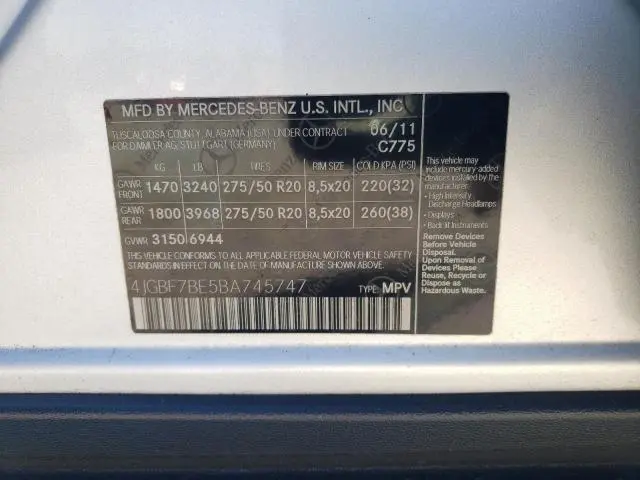 MFD BY MERCEDES-BENZ U.S. INTL., INC
TUSCALOOSA COUNTY, ALABAMA (USA) UNDER CONTRACT 06/11
FOR DAIMLER AG, STUTTGART (GERMANY) C775
KG LB TIRES RIM SIZE COLD KPA (PSI)
GAWR FRONT 1470 3240 275/50 R20 8,5x20 220(32)
GAWR REAR 1800 3968 275/50 R20 8,5x20 260(38)
GVWR 3150 6944
THIS VEHICLE CONFORMS TO ALL APPLICABLE FEDERAL MOTOR VEHICLE SAFETY
STANDARDS IN EFFECT ON THE DATE OF MANUFACTURE SHOWN ABOVE.
4JGBF7BE5BA745747 TYPE: MPV
This vehicle may
include mercury-added
devices installed
by the manufacturer:
• High Intensity
Discharge Headlamps
• Displays
• Back lit Instruments
Remove Devices
Before Vehicle
Disposal.
Upon Removal of
Devices Please
Reuse, Recycle or
Dispose as
Hazardous Waste.